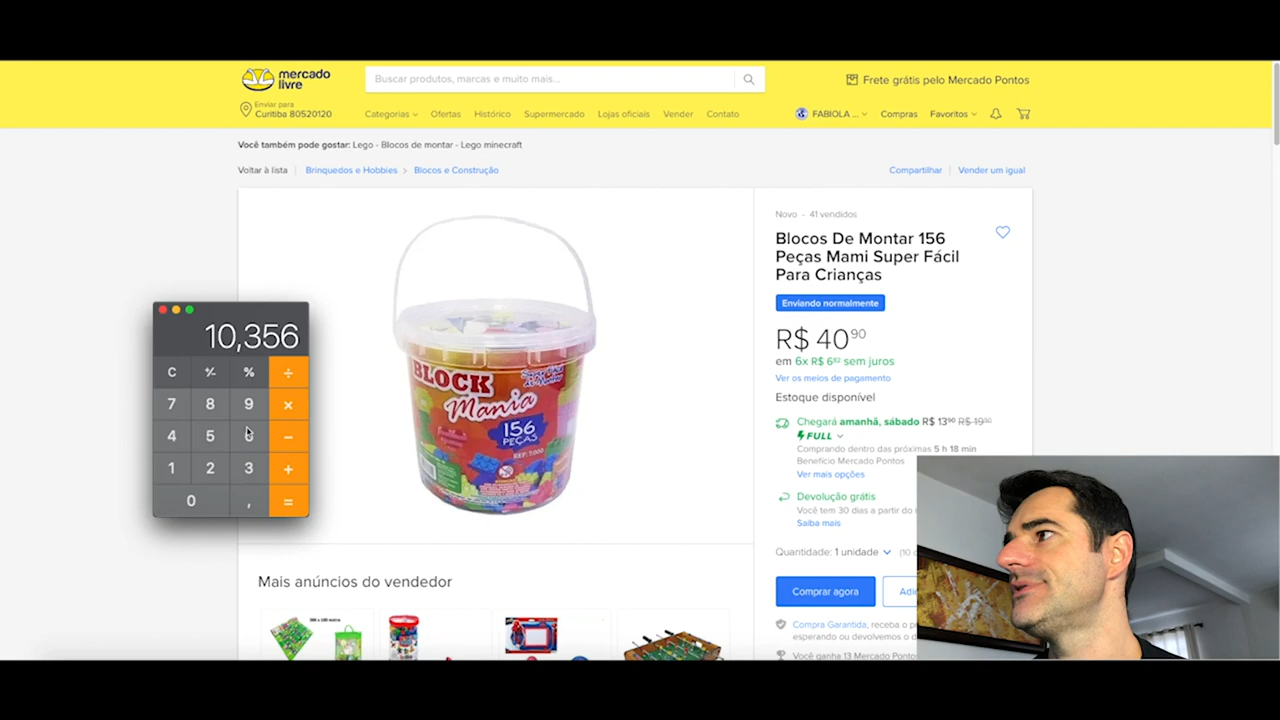 mercado
livre
Buscar produtos, marcas e muito mais...
Frete grátis pelo Mercado Pontos
Enviar para
Curitiba 80520120
Categorias
Ofertas
Histórico
Supermercado
Lojas oficiais
Vender
Contato
FABIOLA ...
Compras
Favoritos
Você também pode gostar: Lego - Blocos de montar - Lego minecraft
Voltar à lista
Brinquedos e Hobbies > Blocos e Construção
Compartilhar
Vender um igual
Novo - 41 vendidos
Blocos De Montar 156
Peças Mami Super Fácil
Para Crianças
Enviando normalmente
R$ 40 90
em 6x R$ 6 82 sem juros
Ver os meios de pagamento
Estoque disponível
Chegará amanhã, sábado R$ 13 90 R$ 19 90
FULL
Comprando dentro das próximas 5 h 18 min
Benefício Mercado Pontos
Ver mais opções
Devolução grátis
Você tem 30 dias a partir do
Saiba mais
Quantidade: 1 unidade (10
Comprar agora
Adi
Compra Garantida, receba o
esperando ou devolvemos o
Você ganha 13 Mercado Pontos
10,356
C +⁄- % ÷
7 8 9 ×
4 5 6 −
1 2 3 +
0 , =
BLOCK
Mania
156
PEÇAS
REF. 7000
Mais anúncios do vendedor